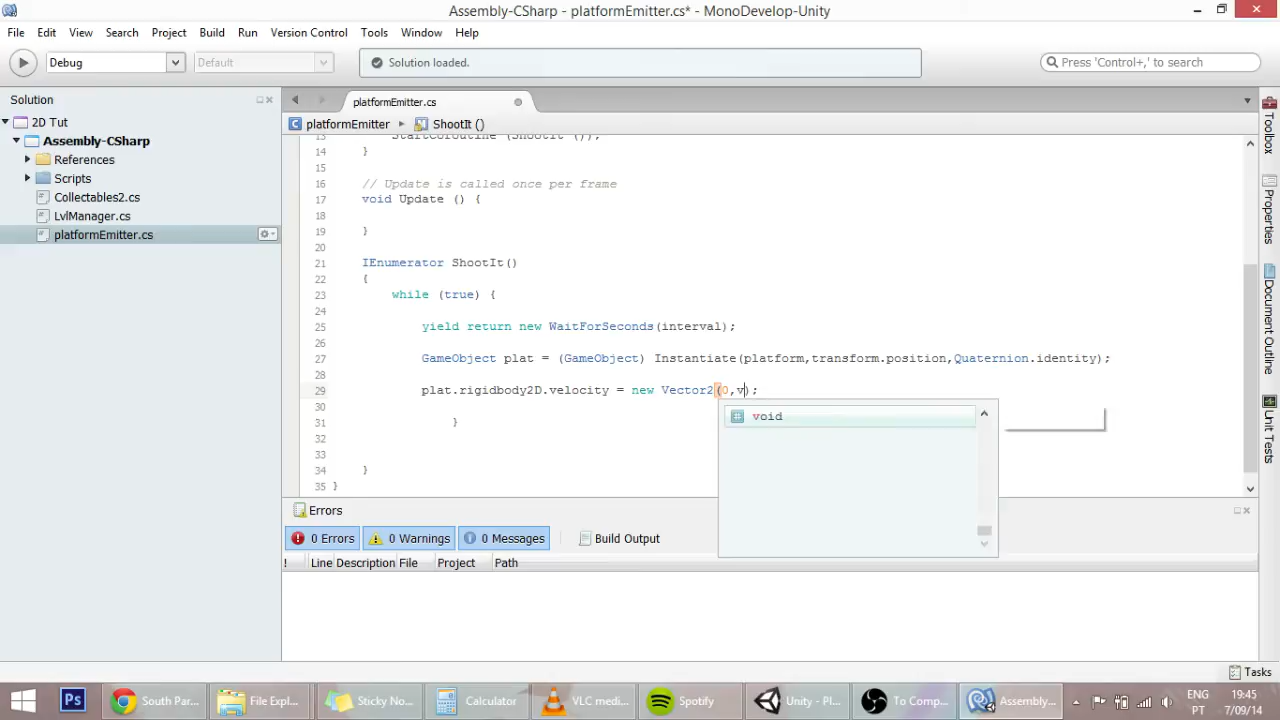 Assembly-CSharp - platformEmitter.cs* - MonoDevelop-Unity
File Edit View Search Project Build Run Version Control Tools Window Help
Debug Default Solution loaded. Press 'Control+,' to search
Solution
2D Tut
Assembly-CSharp
References
Scripts
Collectables2.cs
LvlManager.cs
platformEmitter.cs
platformEmitter.cs
platformEmitter ShootIt ()
13 StartCoroutine (ShootIt ());
14 }
15
16 // Update is called once per frame
17 void Update () {
18
19 }
20
21 IEnumerator ShootIt()
22 {
23 while (true) {
24
25 yield return new WaitForSeconds(interval);
26
27 GameObject plat = (GameObject) Instantiate(platform,transform.position,Quaternion.identity);
28
29 plat.rigidbody2D.velocity = new Vector2(0,v);
30
void
31 }
32
33
34 }
35 }
Toolbox
Properties
Document Outline
Unit Tests
Errors
0 Errors 0 Warnings 0 Messages Build Output
! Line Description File Project Path
Tasks
Ps South Par... File Explo... Sticky No... Calculator VLC medi... Spotify Unity - Pl... To Comp... Assembly... ENG PT 19:45 7/09/14